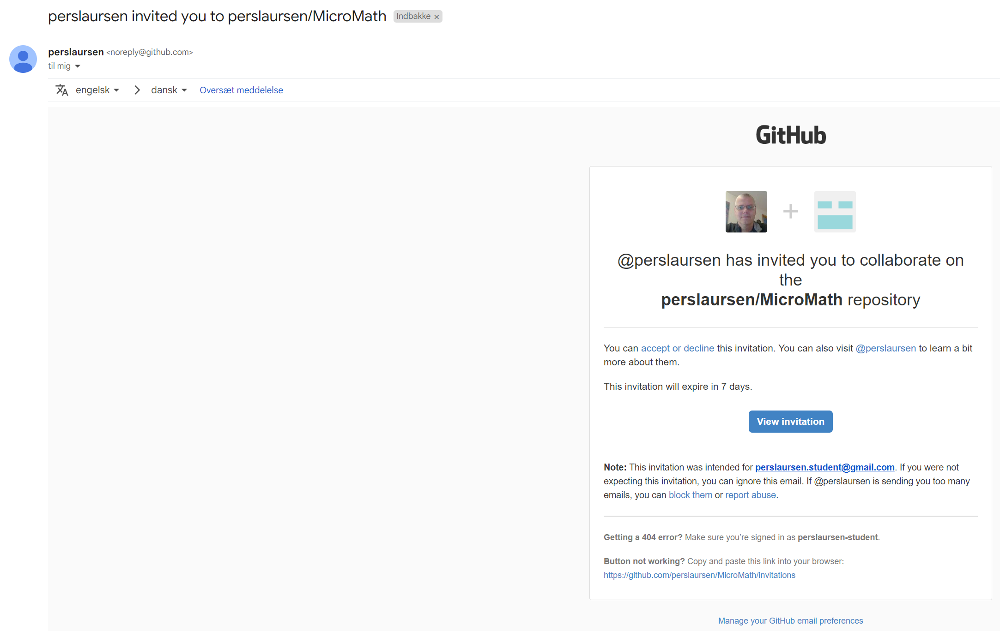 perslaursen invited you to perslaursen/MicroMath Indbakke ×
perslaursen <noreply@github.com>
til mig
engelsk > dansk Oversæt meddelelse
GitHub
@perslaursen has invited you to collaborate on
the
perslaursen/MicroMath repository
You can accept or decline this invitation. You can also visit @perslaursen to learn a bit
more about them.
This invitation will expire in 7 days.
View invitation
Note: This invitation was intended for perslaursen.student@gmail.com. If you were not
expecting this invitation, you can ignore this email. If @perslaursen is sending you too many
emails, you can block them or report abuse.
Getting a 404 error? Make sure you’re signed in as perslaursen-student.
Button not working? Copy and paste this link into your browser:
https://github.com/perslaursen/MicroMath/invitations
Manage your GitHub email preferences